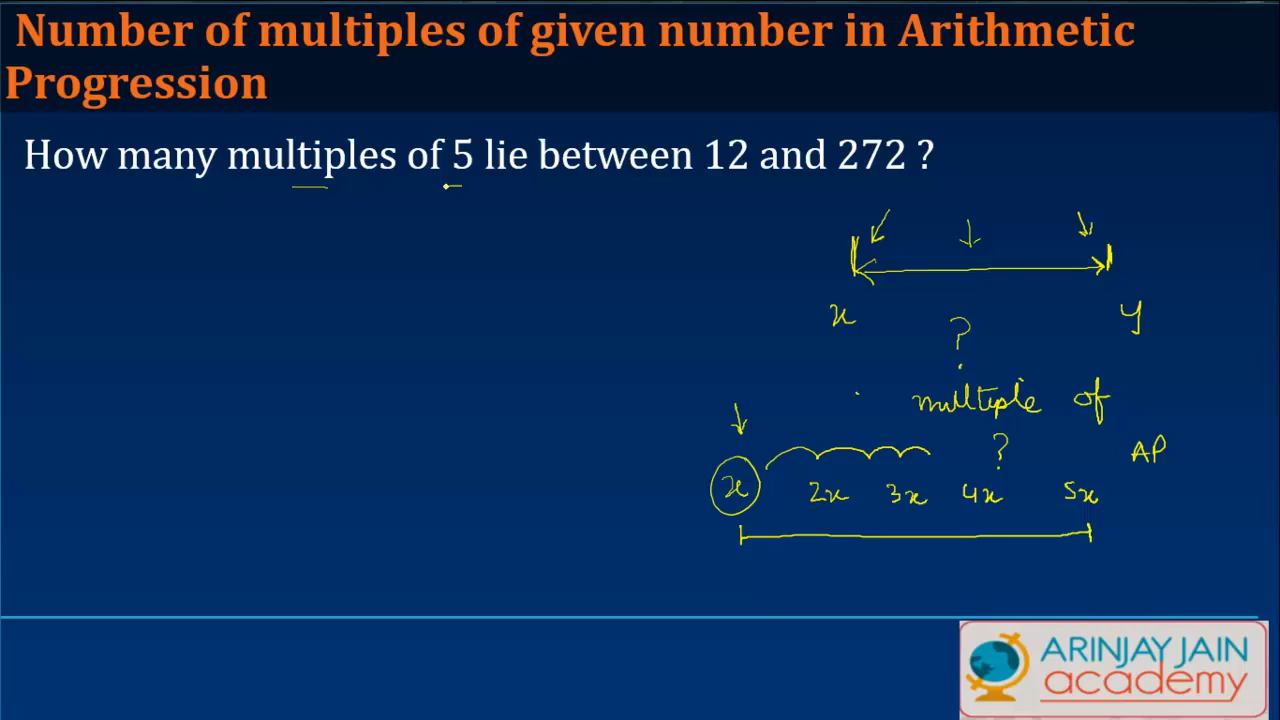 Number of multiples of given number in Arithmetic
Progression
How many multiples of 5 lie between 12 and 272 ?
x y
?
multiple of
? AP
x 2x 3x 4x 5x
ARINJAY JAIN
academy